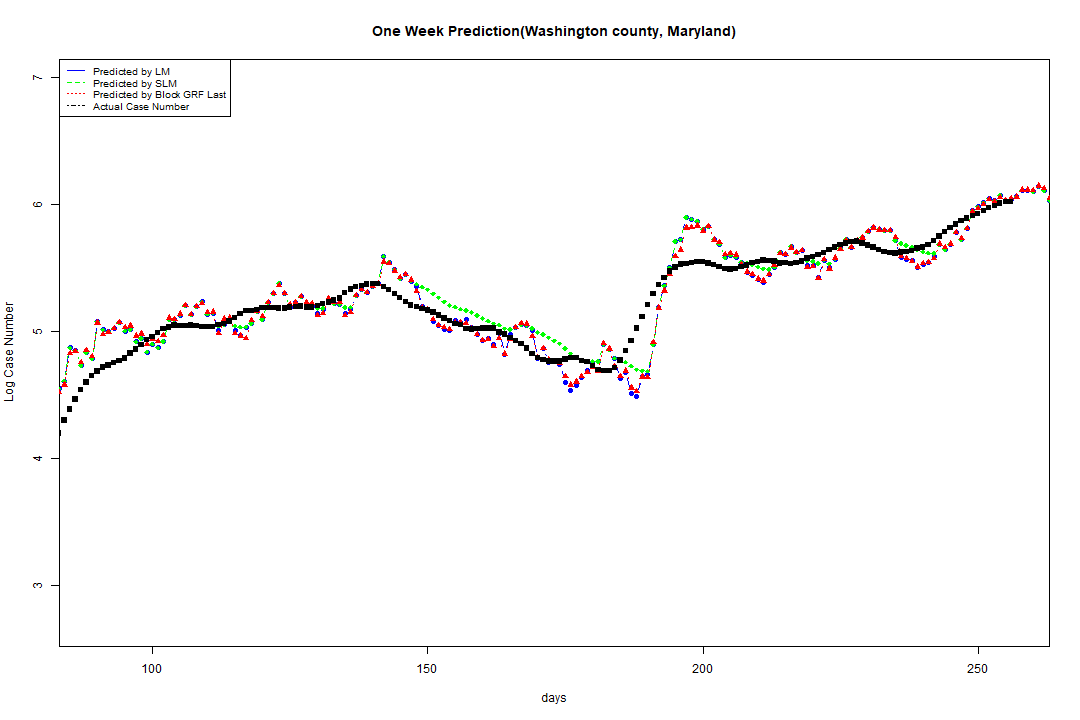 One Week Prediction(Washington county, Maryland)
Predicted by LM
Predicted by SLM
Predicted by Block GRF Last
Actual Case Number
7
6
5
4
3
Log Case Number
100 150 200 250
days